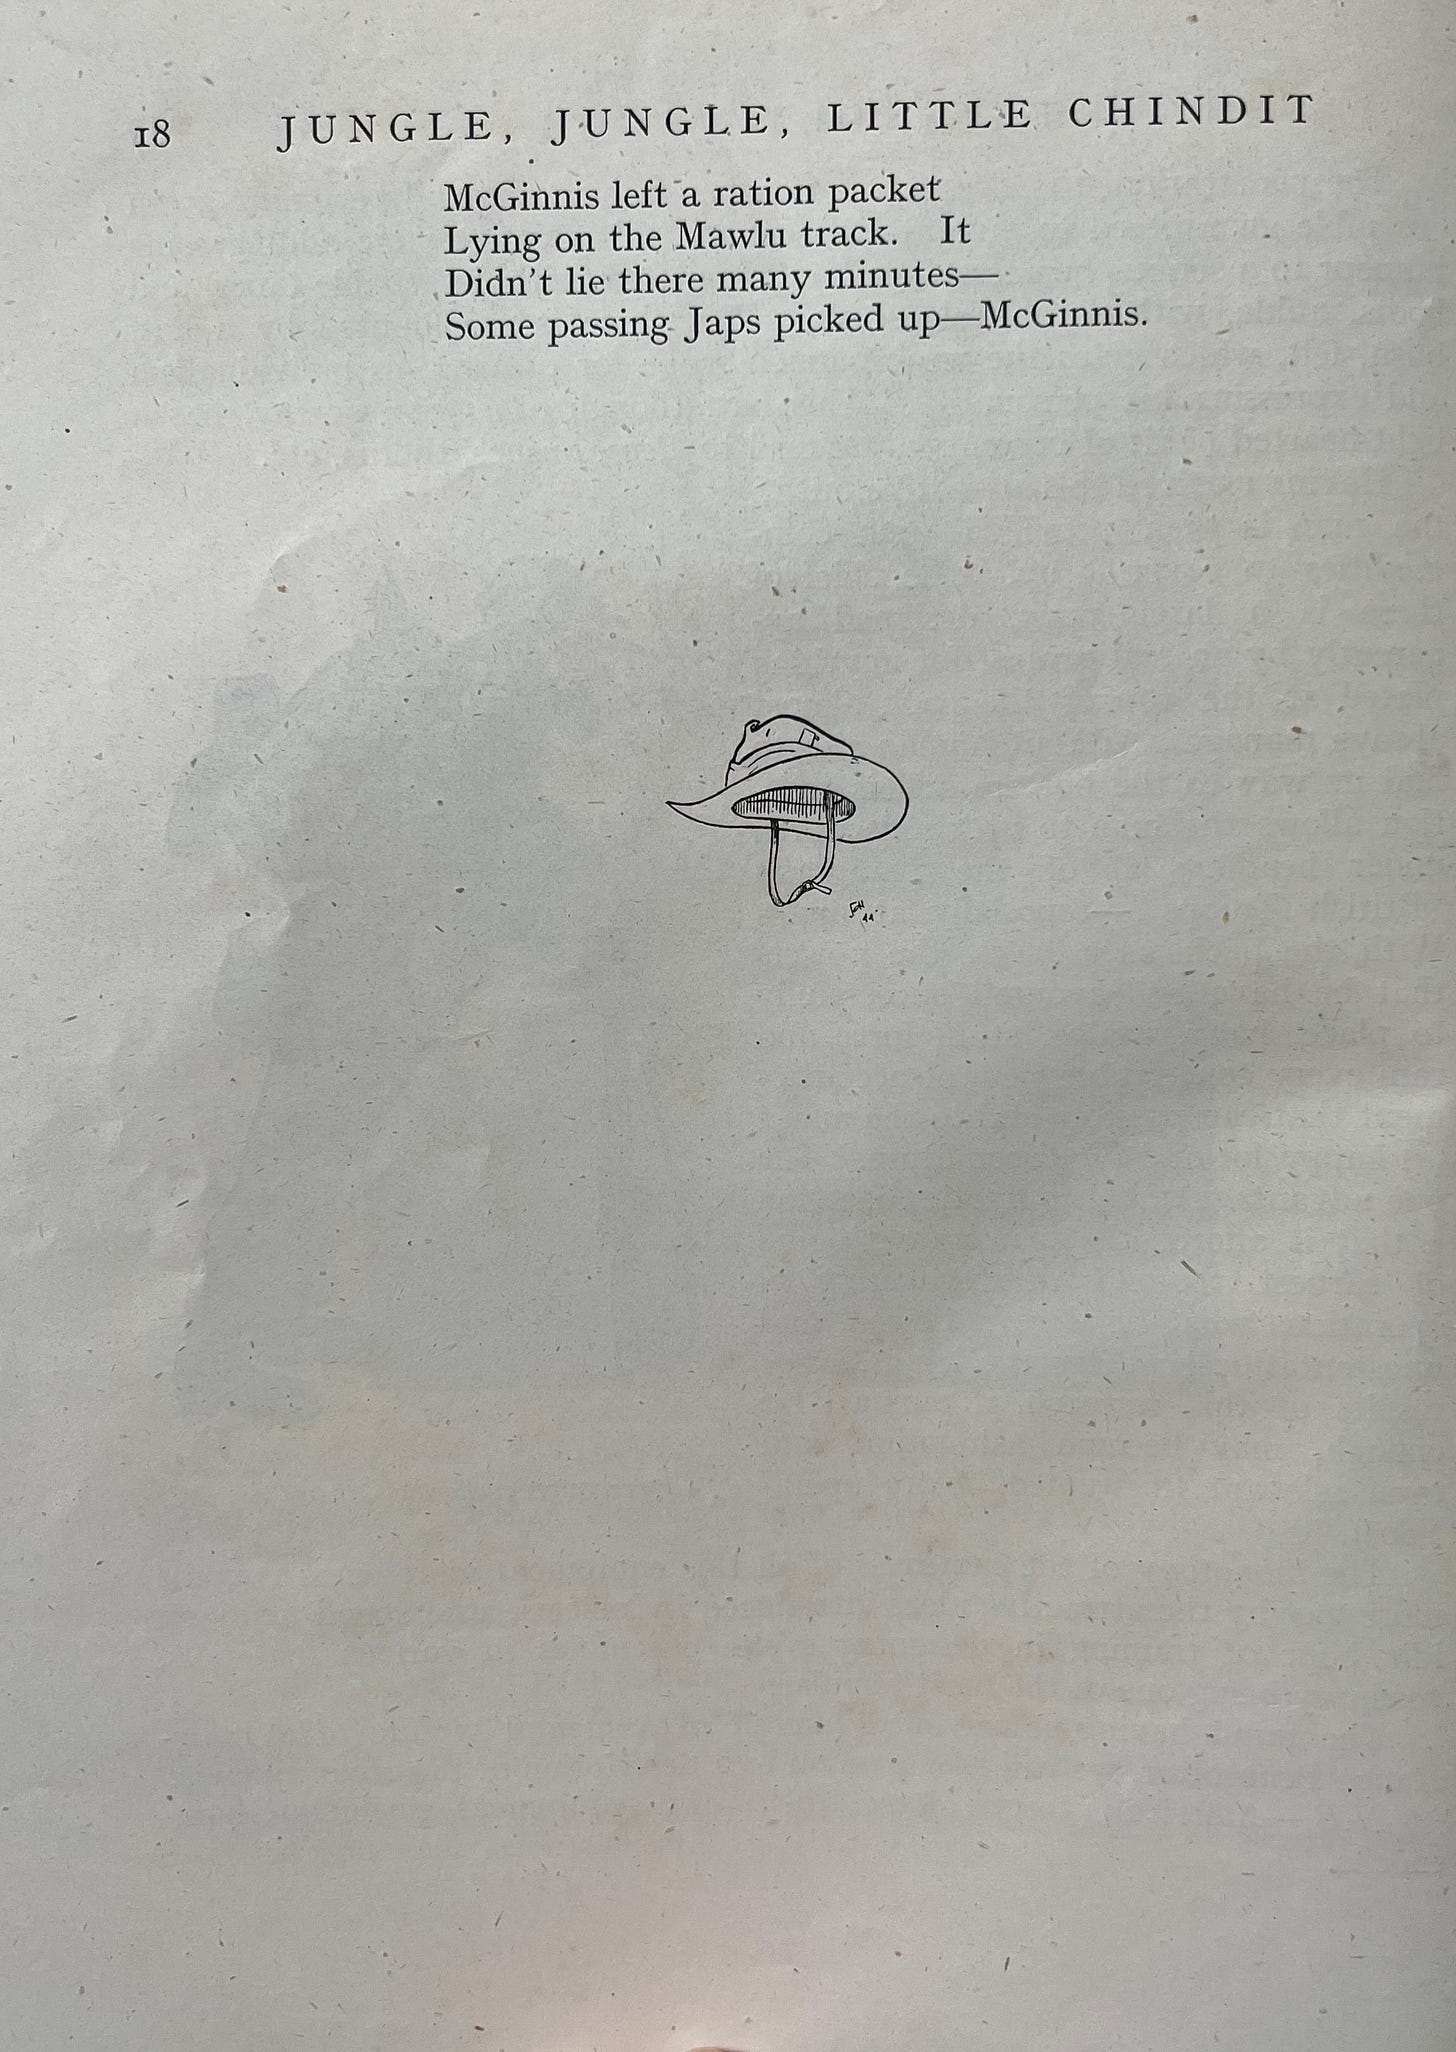 18 JUNGLE, JUNGLE, LITTLE CHINDIT
McGinnis left a ration packet
Lying on the Mawlu track. It
Didn't lie there many minutes—
Some passing Japs picked up—McGinnis.
44.